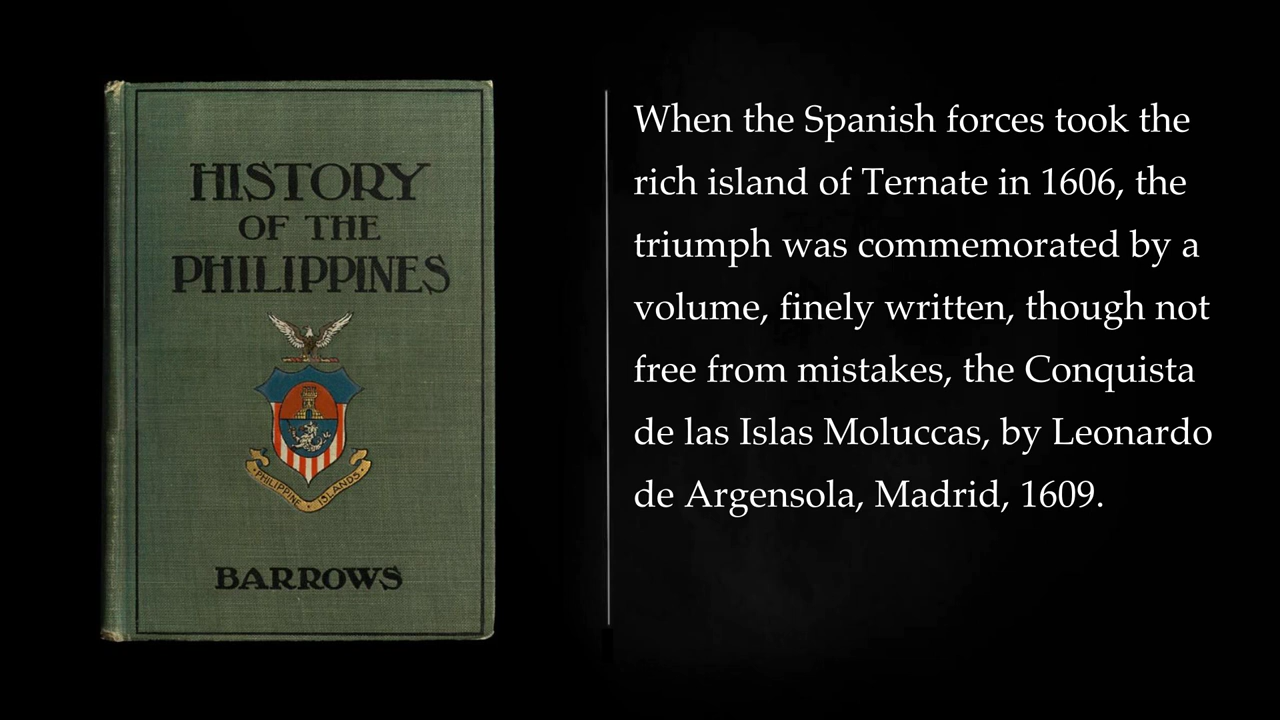 HISTORY
OF THE
PHILIPPINES
PHILIPPINE ISLANDS
BARROWS
When the Spanish forces took the
rich island of Ternate in 1606, the
triumph was commemorated by a
volume, finely written, though not
free from mistakes, the Conquista
de las Islas Moluccas, by Leonardo
de Argensola, Madrid, 1609.